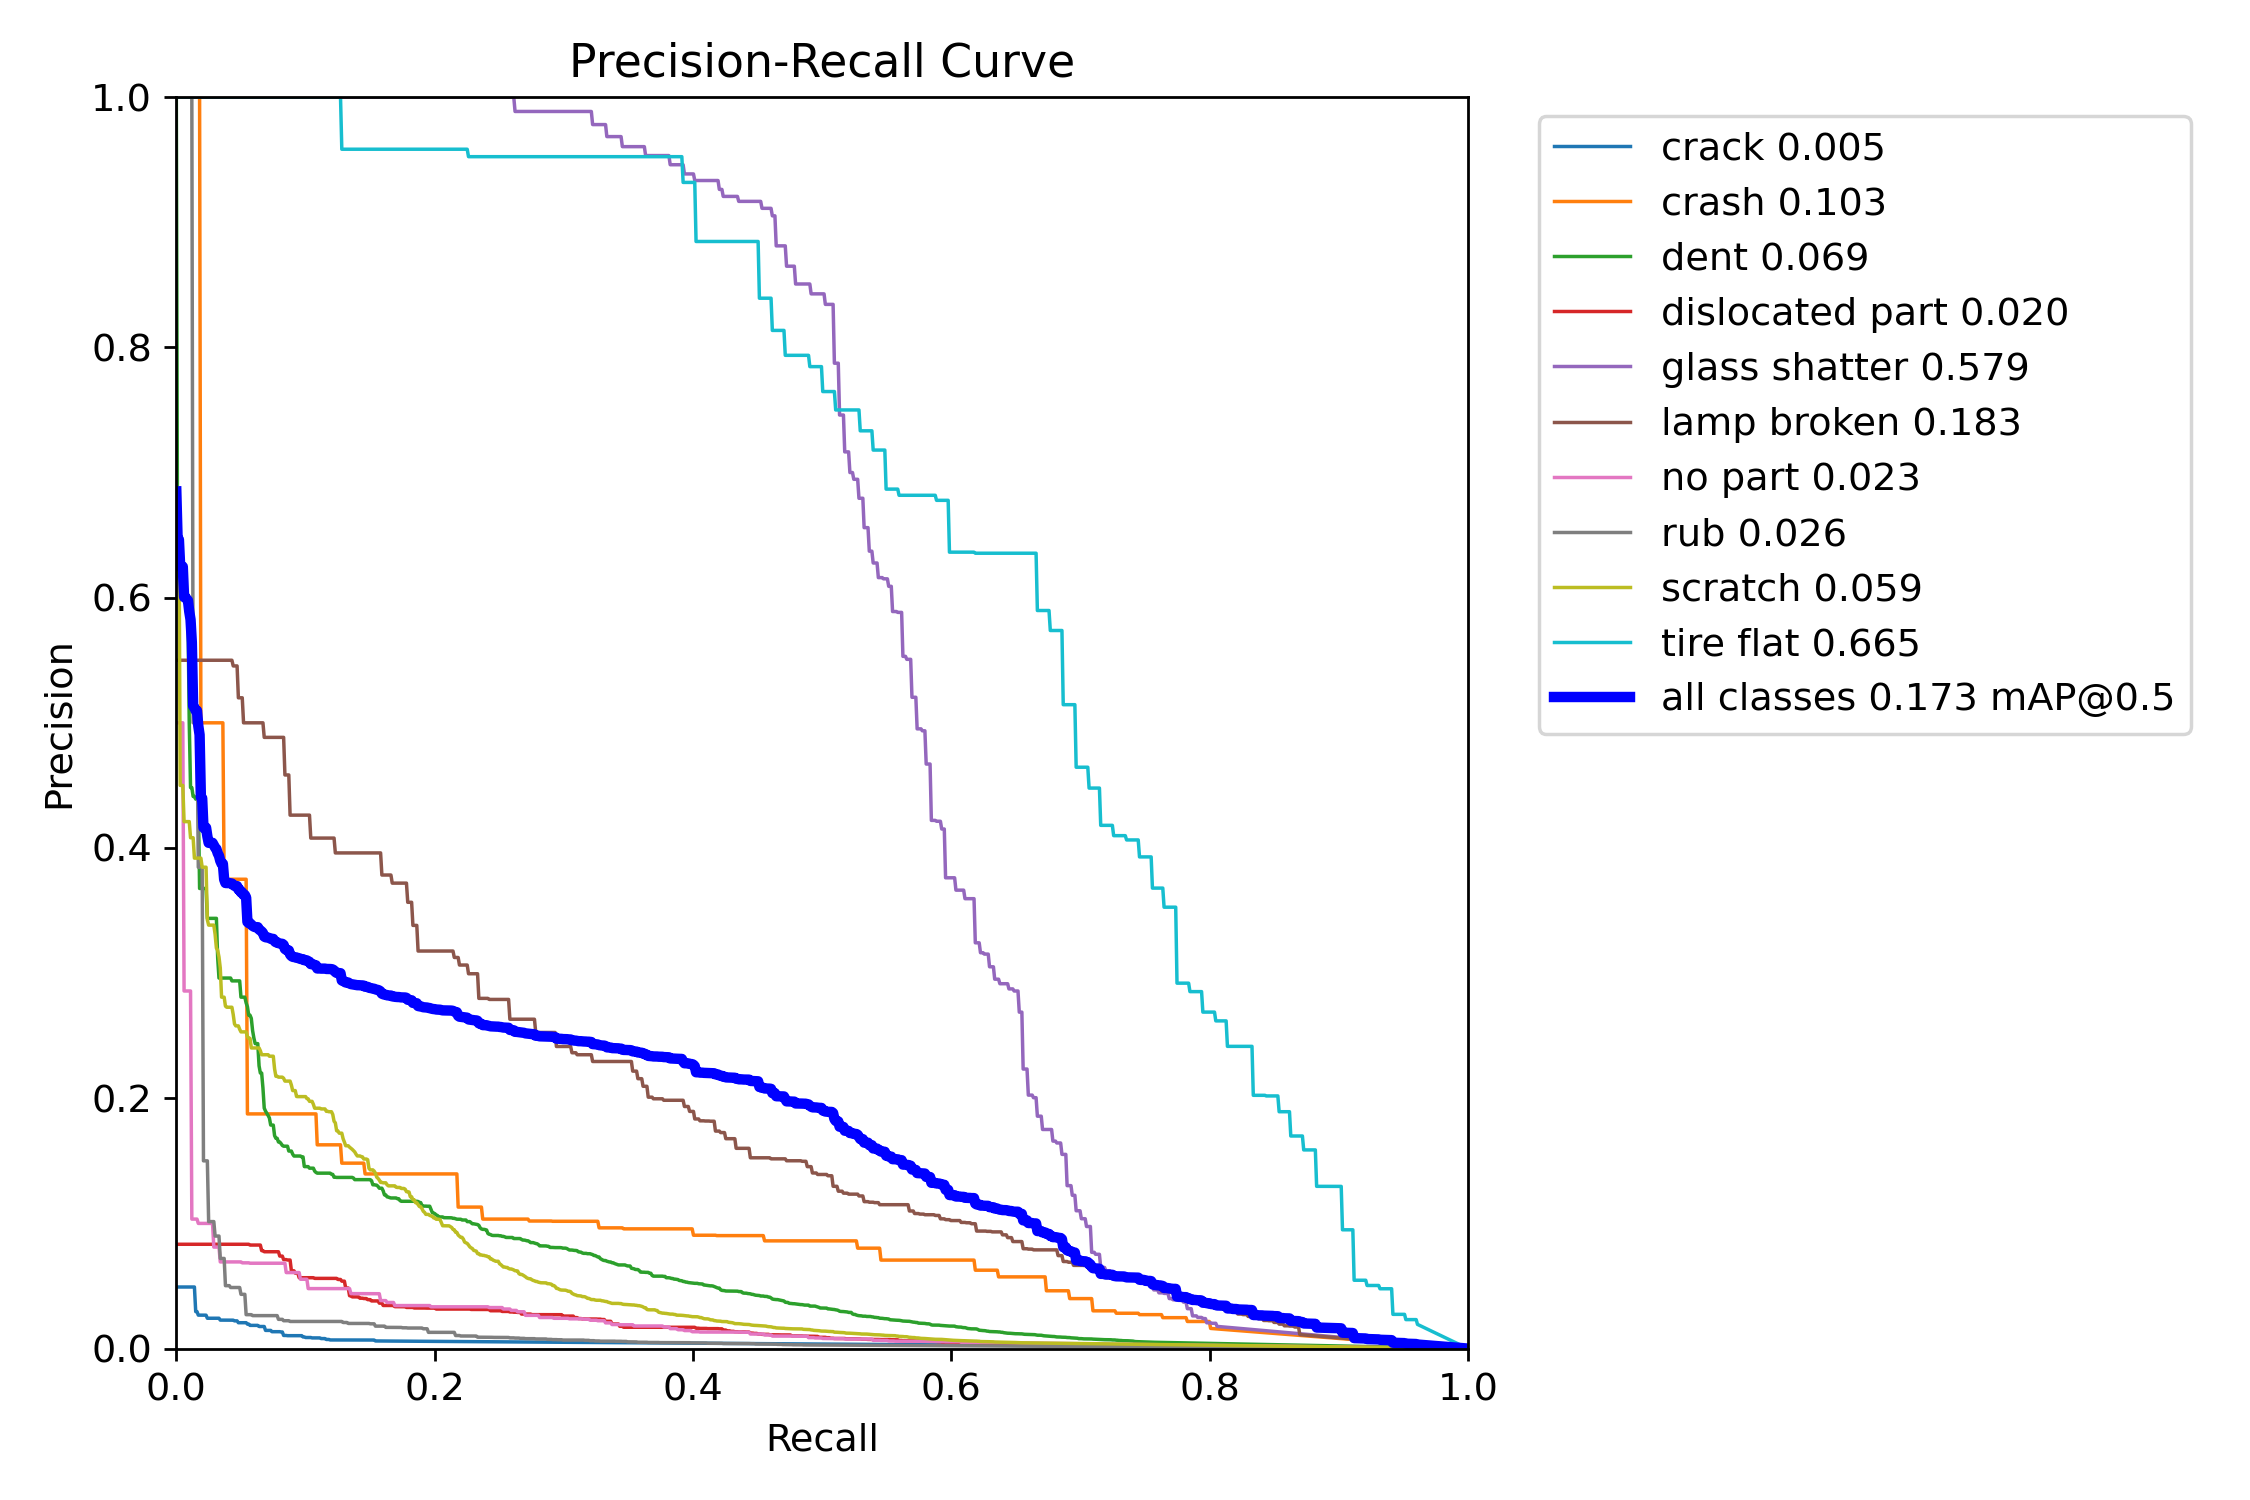 Precision-Recall Curve
1.0
0.8
0.6
0.4
0.2
0.0
Precision
0.0 0.2 0.4 0.6 0.8 1.0
Recall
crack 0.005
crash 0.103
dent 0.069
dislocated part 0.020
glass shatter 0.579
lamp broken 0.183
no part 0.023
rub 0.026
scratch 0.059
tire flat 0.665
all classes 0.173 mAP@0.5